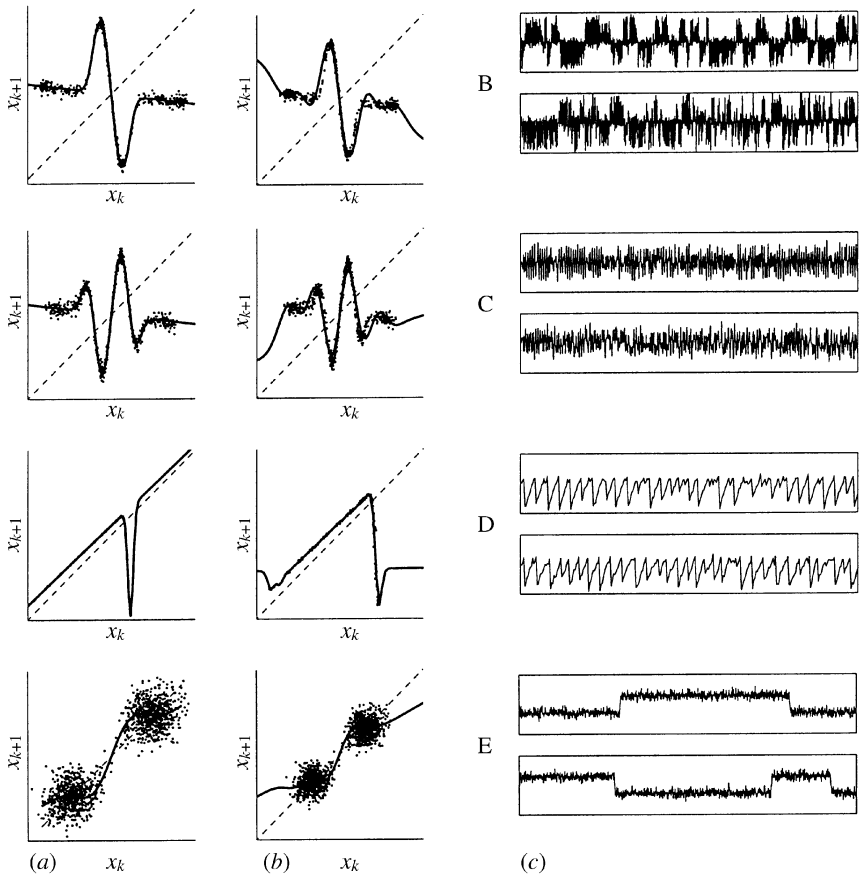 x_{k+1}
x_{k+1}
B
x_k
x_k
x_{k+1}
x_{k+1}
C
x_k
x_k
x_{k+1}
x_{k+1}
D
x_k
x_k
x_{k+1}
x_{k+1}
E
(a)
x_k
(b)
x_k
(c)